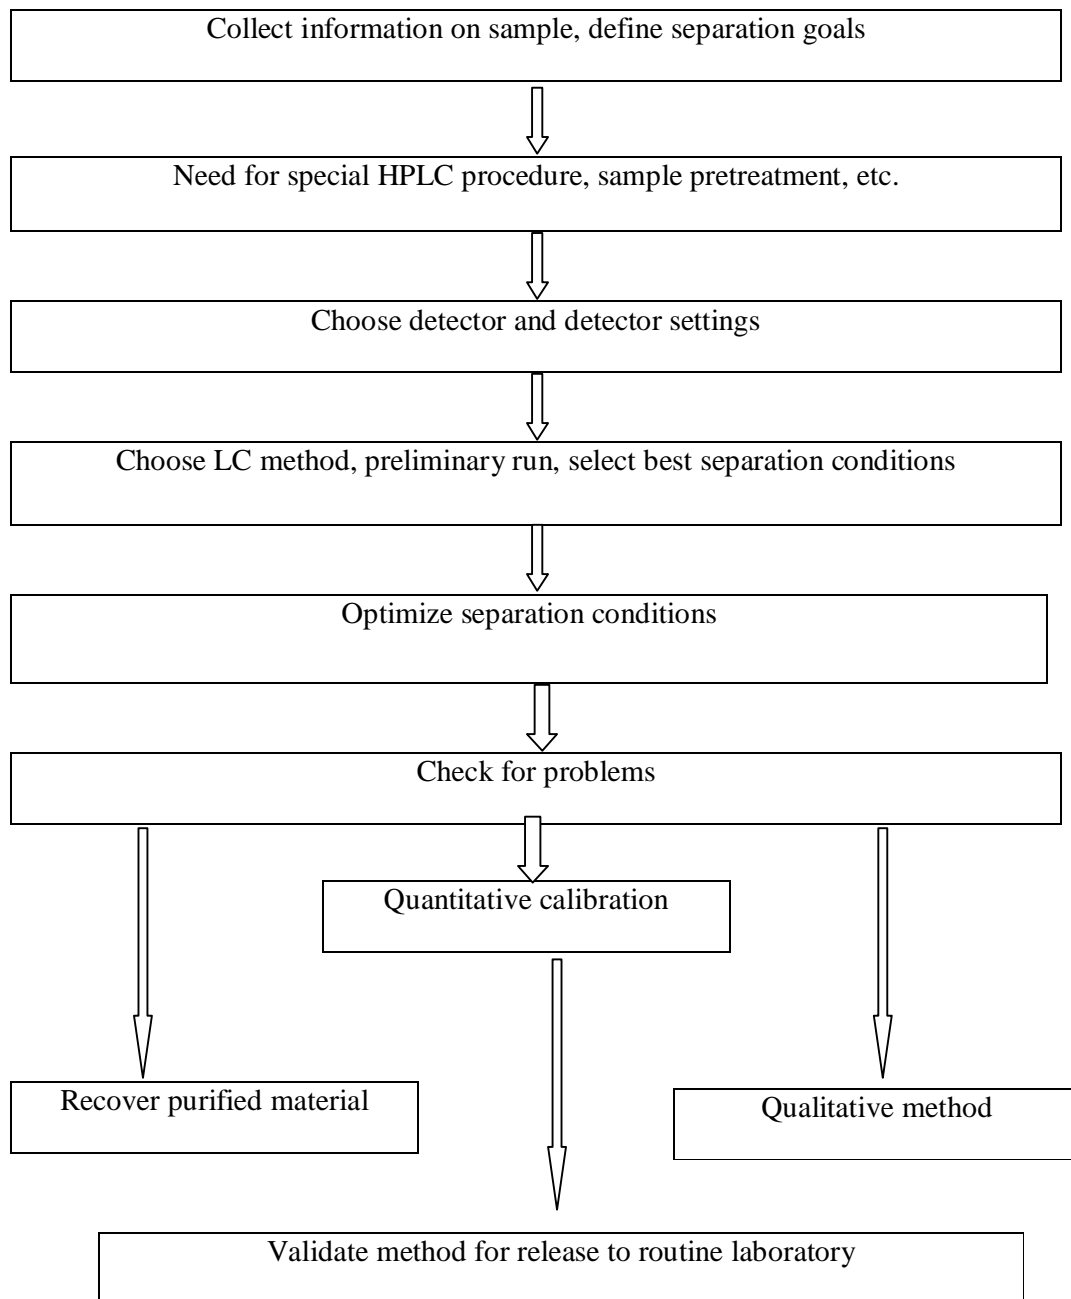 Collect information on sample, define separation goals
Need for special HPLC procedure, sample pretreatment, etc.
Choose detector and detector settings
Choose LC method, preliminary run, select best separation conditions
Optimize separation conditions
Check for problems
Quantitative calibration
Recover purified material
Qualitative method
Validate method for release to routine laboratory